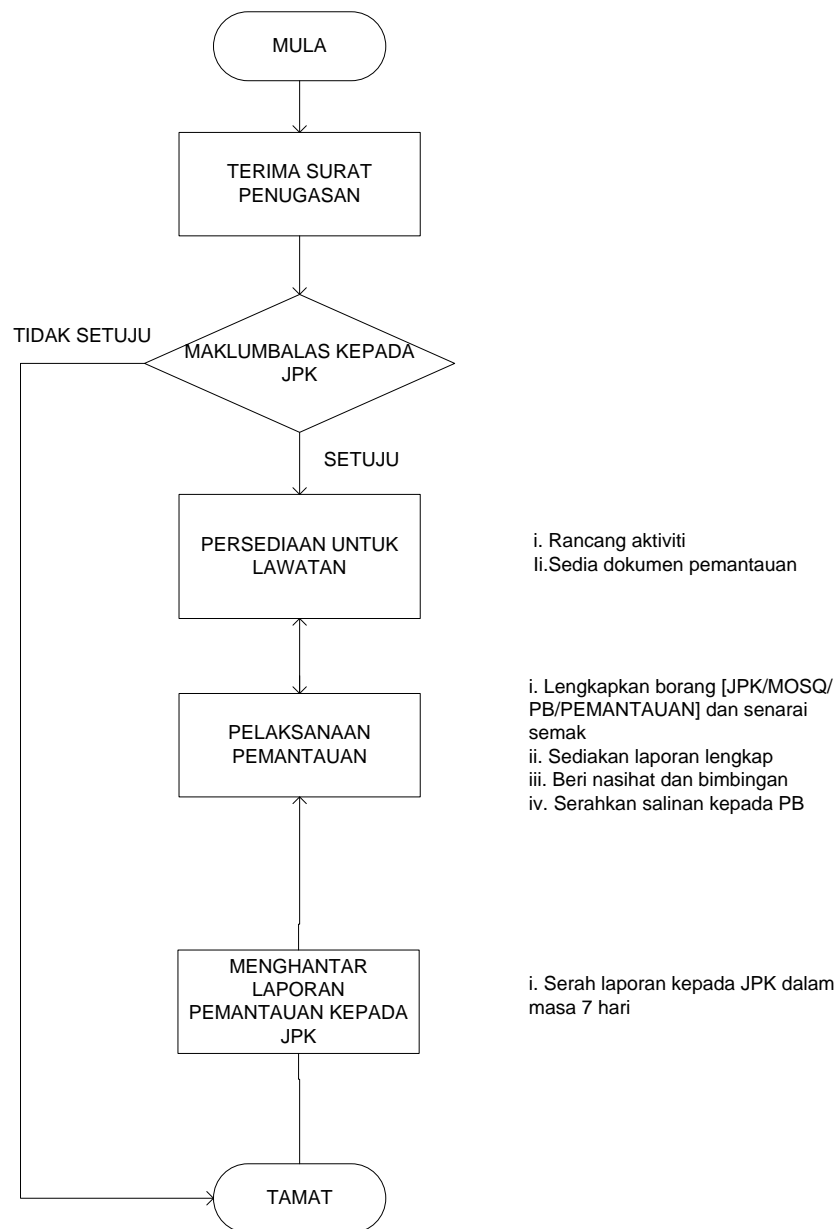 MULA
TERIMA SURAT
PENUGASAN
TIDAK SETUJU
MAKLUMBALAS KEPADA
JPK
SETUJU
PERSEDIAAN UNTUK
LAWATAN
i. Rancang aktiviti
Ii.Sedia dokumen pemantauan
PELAKSANAAN
PEMANTAUAN
i. Lengkapkan borang [JPK/MOSQ/
PB/PEMANTAUAN] dan senarai
semak
ii. Sediakan laporan lengkap
iii. Beri nasihat dan bimbingan
iv. Serahkan salinan kepada PB
MENGHANTAR
LAPORAN
PEMANTAUAN KEPADA
JPK
i. Serah laporan kepada JPK dalam
masa 7 hari
TAMAT